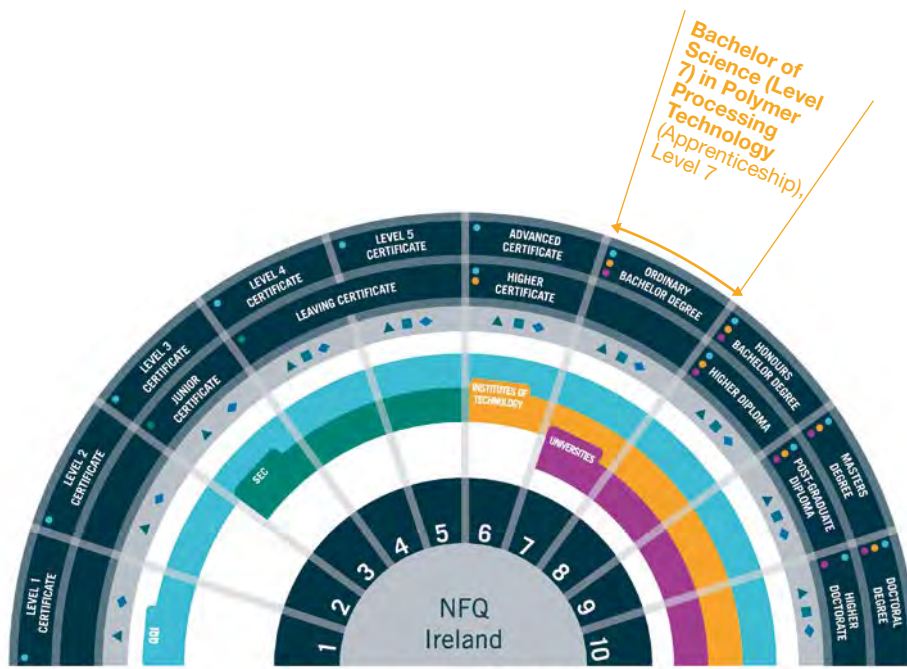 Bachelor of
Science (Level
7) in Polymer
Processing
Technology
(Apprenticeship),
Level 7
LEVEL 1
CERTIFICATE
LEVEL 2
CERTIFICATE
LEVEL 3
CERTIFICATE
JUNIOR
CERTIFICATE
LEVEL 4
CERTIFICATE
LEVEL 5
CERTIFICATE
LEAVING CERTIFICATE
ADVANCED
CERTIFICATE
HIGHER
CERTIFICATE
ORDINARY
BACHELOR DEGREE
HONOURS
BACHELOR DEGREE
HIGHER DIPLOMA
MASTERS
DEGREE
POST-GRADUATE
DIPLOMA
DOCTORAL
DEGREE
HIGHER
DOCTORATE
QQI
SEC
INSTITUTES OF
TECHNOLOGY
UNIVERSITIES
1
2
3
4
5
6
7
8
9
10
NFQ
Ireland